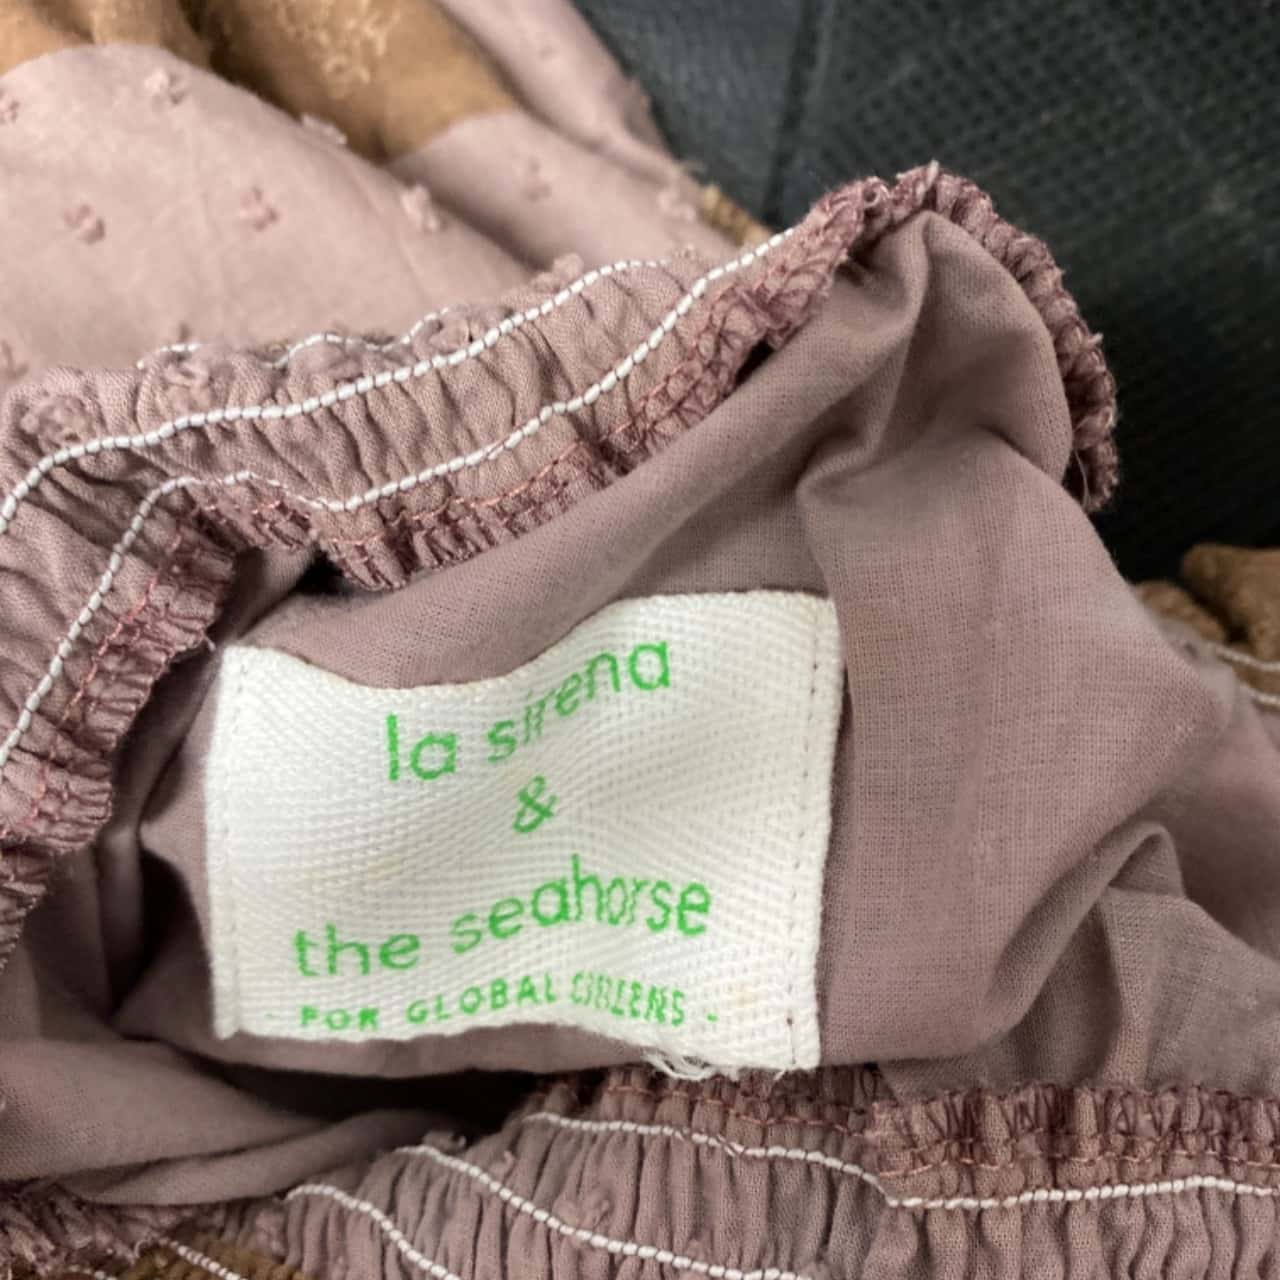 la sirena
&
the seahorse
- FOR GLOBAL CITIZENS -